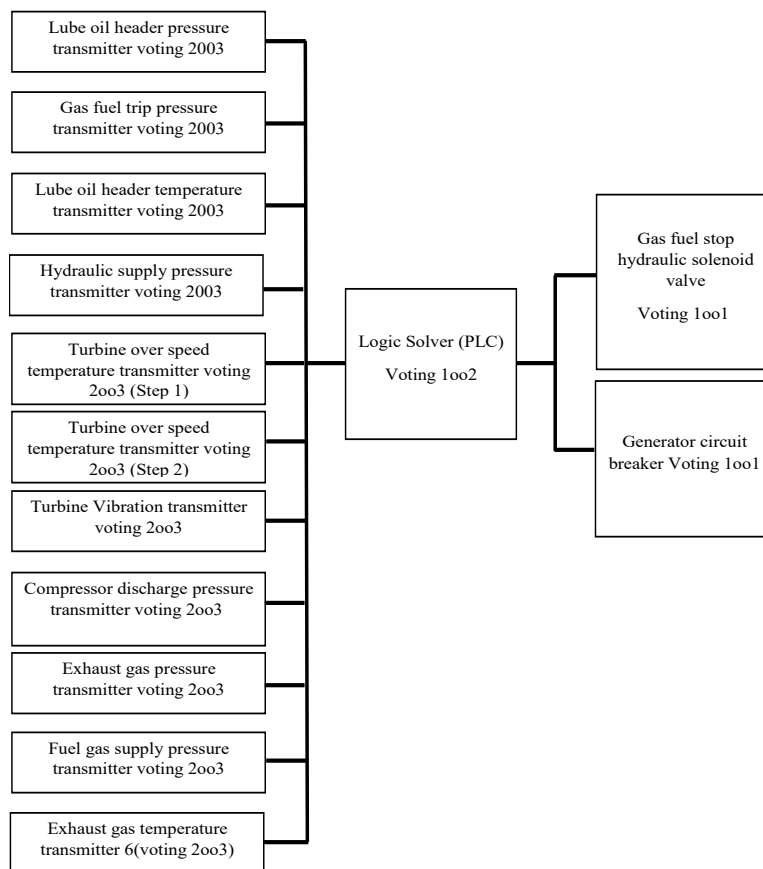 Lube oil header pressure
transmitter voting 2003
Gas fuel trip pressure
transmitter voting 2003
Lube oil header temperature
transmitter voting 2003
Hydraulic supply pressure
transmitter voting 2003
Turbine over speed
temperature transmitter voting
2oo3 (Step 1)
Turbine over speed
temperature transmitter voting
2oo3 (Step 2)
Turbine Vibration transmitter
voting 2oo3
Compressor discharge pressure
transmitter voting 2oo3
Exhaust gas pressure
transmitter voting 2oo3
Fuel gas supply pressure
transmitter voting 2oo3
Exhaust gas temperature
transmitter 6(voting 2oo3)
Logic Solver (PLC)
Voting 1oo2
Gas fuel stop
hydraulic solenoid
valve
Voting 1oo1
Generator circuit
breaker Voting 1oo1